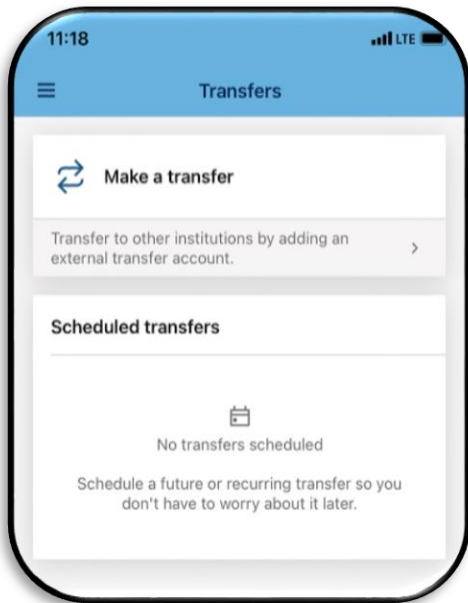 11:18
LTE
Transfers
Make a transfer
Transfer to other institutions by adding an
external transfer account.
Scheduled transfers
No transfers scheduled
Schedule a future or recurring transfer so you
don't have to worry about it later.